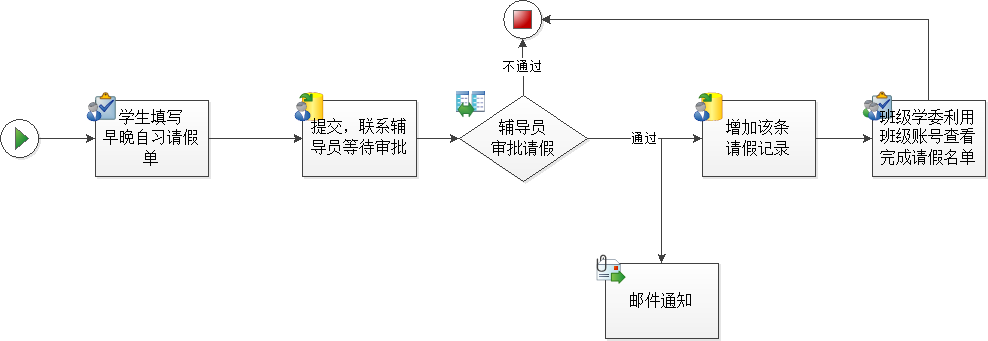 学生填写
早晚自习请假
单
提交，联系辅
导员等待审批
不通过
辅导员
审批请假
通过
增加该条
请假记录
班级学委利用
班级账号查看
完成请假名单
邮件通知